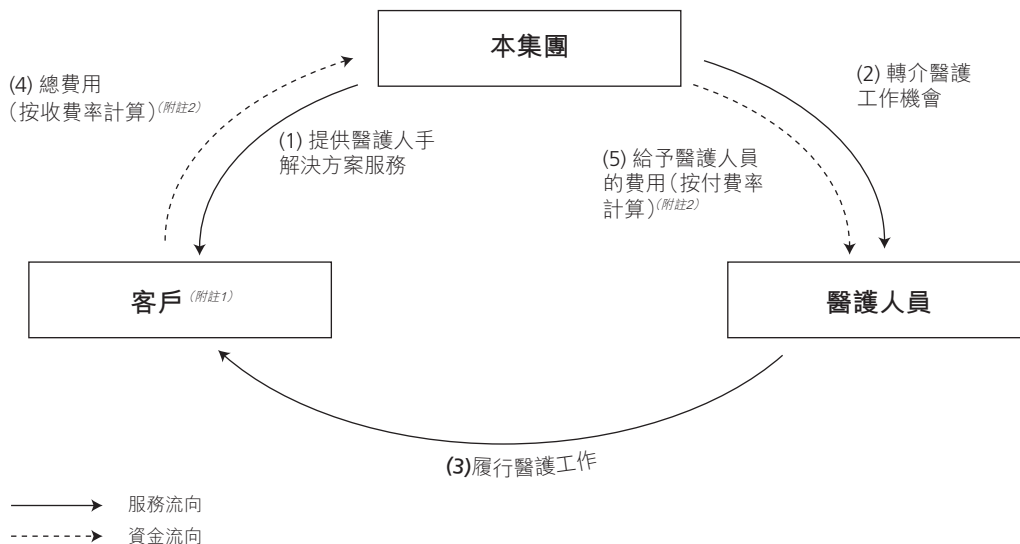 本集團
(4) 總費用
（按收費率計算）(附註2)
(2) 轉介醫護
工作機會
(1) 提供醫護人手
解決方案服務
(5) 給予醫護人員
的費用（按付費率
計算）(附註2)
客戶 (附註1)
醫護人員
(3)履行醫護工作
服務流向
資金流向